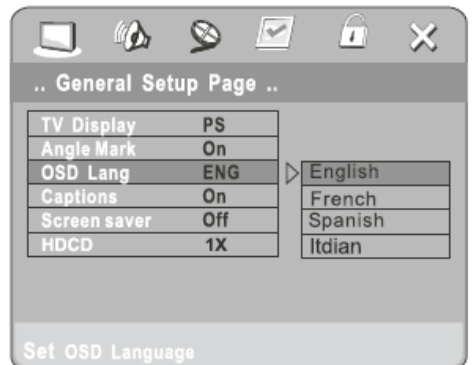 .. General Setup Page ..
TV Display PS
Angle Mark On
OSD Lang ENG English
Captions On French
Screen saver Off Spanish
HDCD 1X Itdian
Set OSD Language